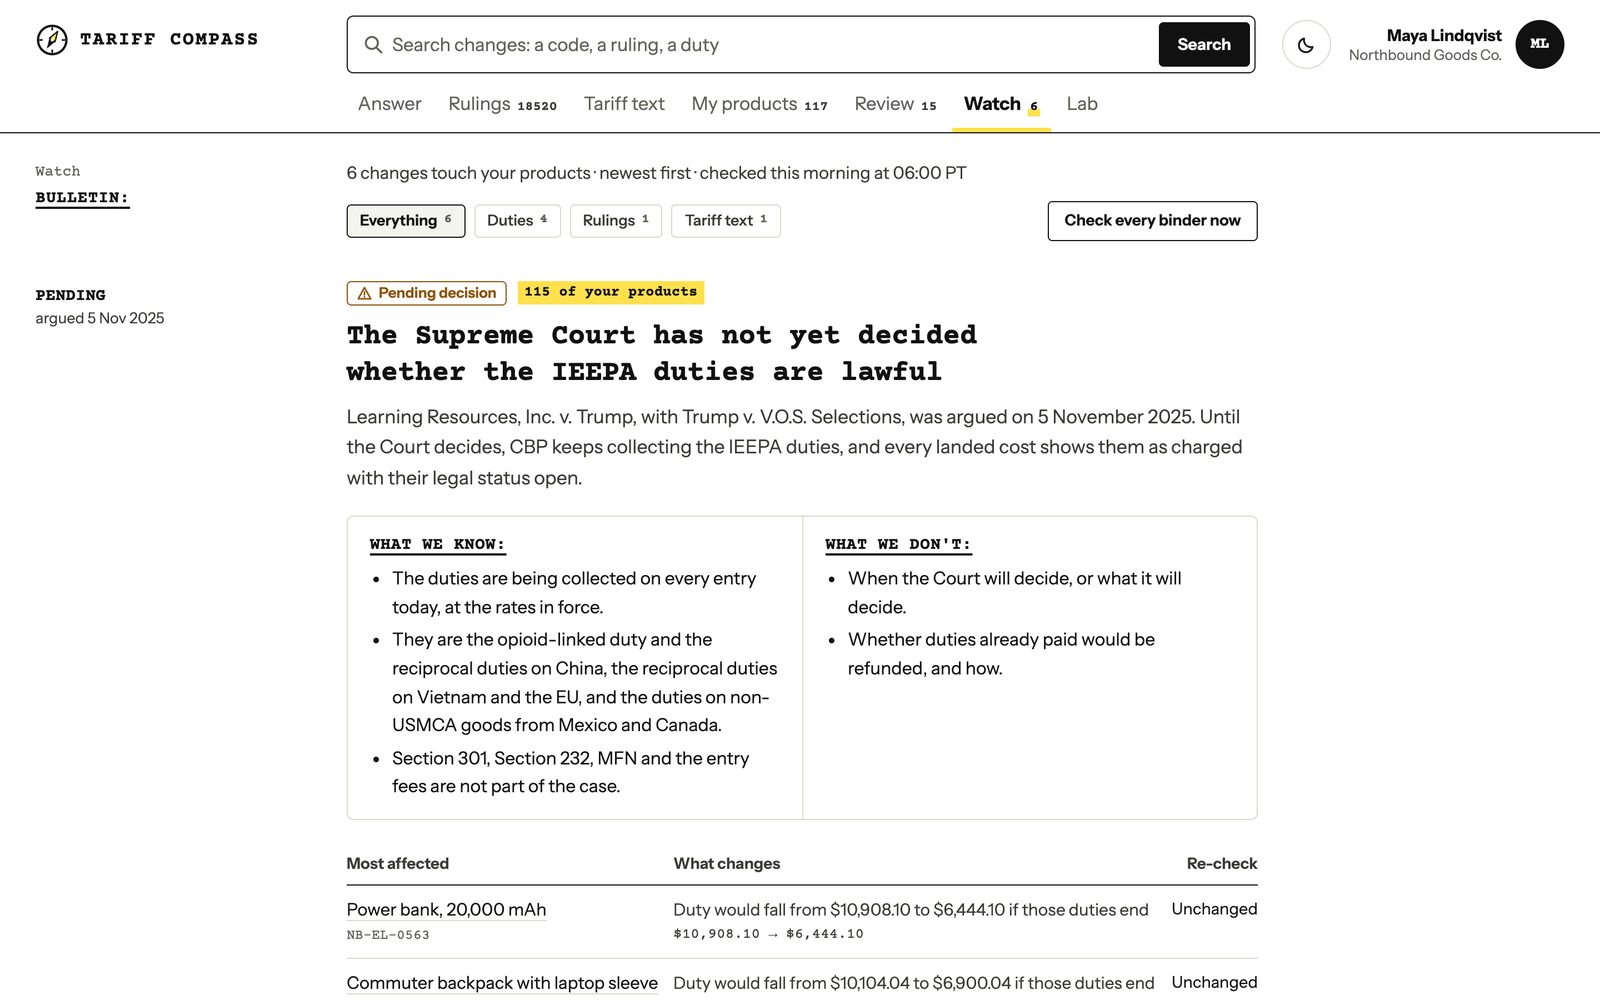 TARIFF COMPASS
Search changes: a code, a ruling, a duty
Search
Maya Lindqvist
Northbound Goods Co.
ML
Answer
Rulings 18520
Tariff text
My products 117
Review 15
Watch 6
Lab
Watch
BULLETIN:
6 changes touch your products · newest first · checked this morning at 06:00 PT
Everything 6
Duties 4
Rulings 1
Tariff text 1
Check every binder now
PENDING
argued 5 Nov 2025
Pending decision
115 of your products
The Supreme Court has not yet decided
whether the IEEPA duties are lawful
Learning Resources, Inc. v. Trump, with Trump v. V.O.S. Selections, was argued on 5 November 2025. Until
the Court decides, CBP keeps collecting the IEEPA duties, and every landed cost shows them as charged
with their legal status open.
WHAT WE KNOW:
The duties are being collected on every entry
today, at the rates in force.
They are the opioid-linked duty and the
reciprocal duties on China, the reciprocal duties
on Vietnam and the EU, and the duties on non-
USMCA goods from Mexico and Canada.
Section 301, Section 232, MFN and the entry
fees are not part of the case.
WHAT WE DON'T:
When the Court will decide, or what it will
decide.
Whether duties already paid would be
refunded, and how.
Most affected
What changes
Re-check
Power bank, 20,000 mAh
NB-EL-0563
Duty would fall from $10,908.10 to $6,444.10 if those duties end
$10,908.10 → $6,444.10
Unchanged
Commuter backpack with laptop sleeve
Duty would fall from $10,104.04 to $6,900.04 if those duties end
Unchanged